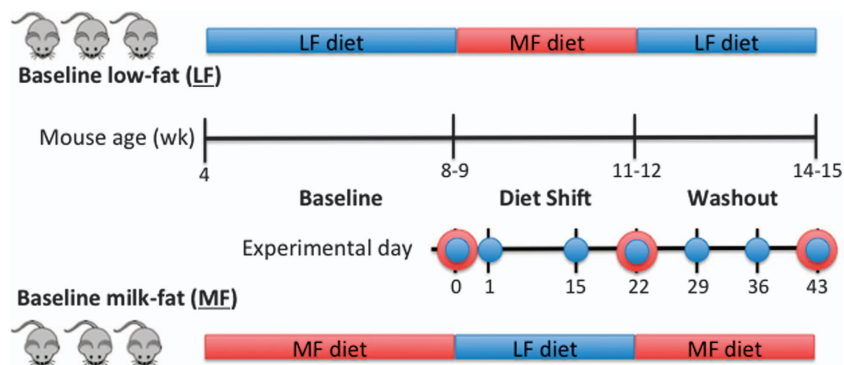 LF diet MF diet LF diet
Baseline low-fat (LF)
Mouse age (wk)
4 8-9 11-12 14-15
Baseline Diet Shift Washout
Experimental day
0 1 15 22 29 36 43
Baseline milk-fat (MF)
MF diet LF diet MF diet